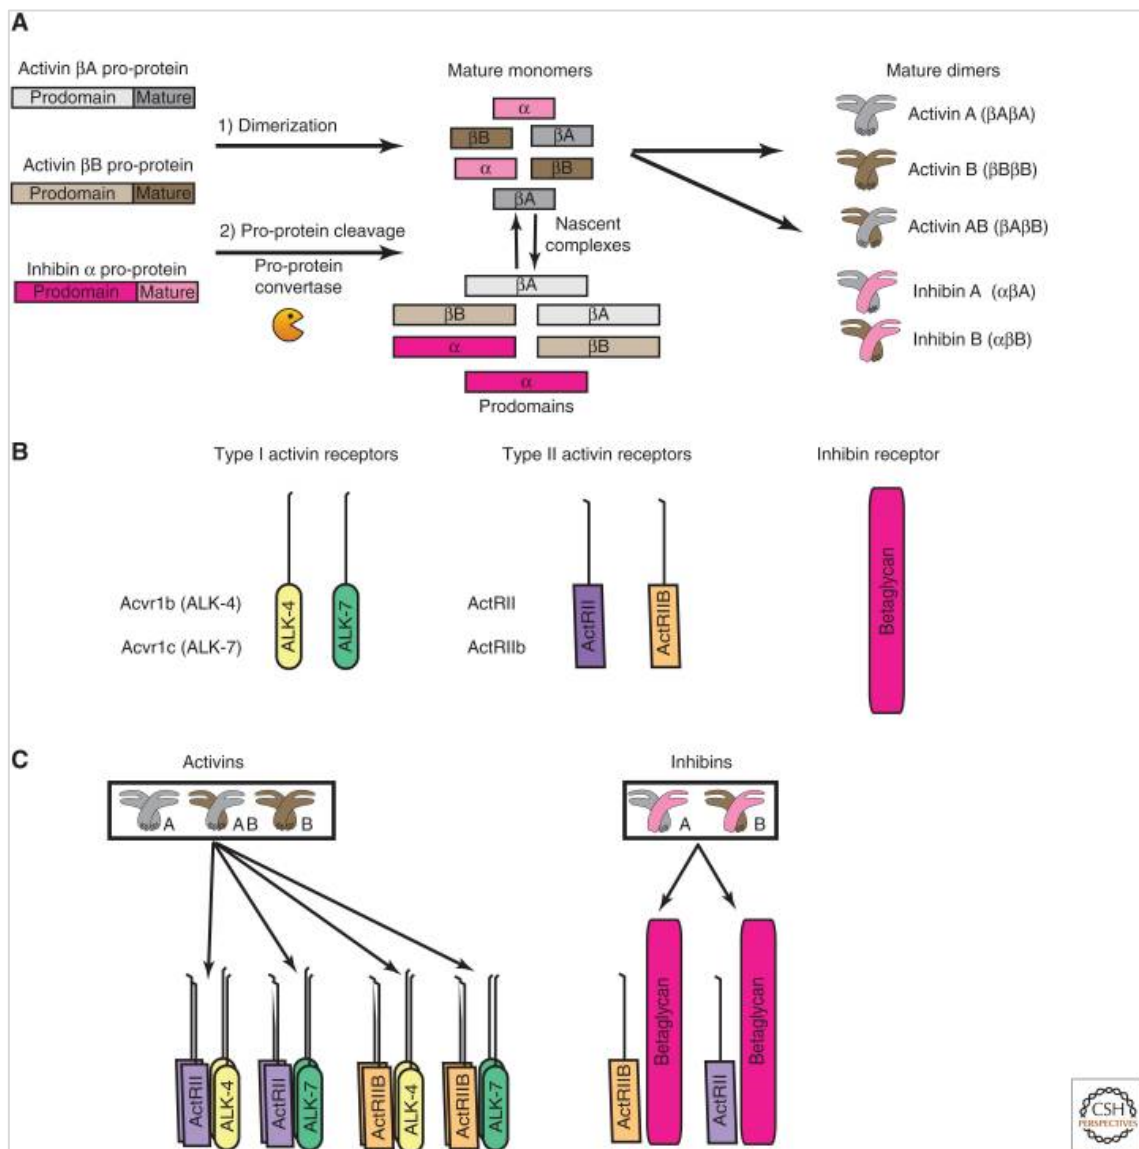 A
Activin βA pro-protein
Prodomain Mature
Activin βB pro-protein
Prodomain Mature
Inhibin α pro-protein
Prodomain Mature
1) Dimerization
2) Pro-protein cleavage
Pro-protein
convertase
Mature monomers
α
βB βA
α βB
βA
Nascent
complexes
βA
βB βA
α βB
α
Prodomains
Mature dimers
Activin A (βAβA)
Activin B (βBβB)
Activin AB (βAβB)
Inhibin A (αβA)
Inhibin B (αβB)
B
Type I activin receptors
Acvr1b (ALK-4)
Acvr1c (ALK-7)
ALK-4
ALK-7
Type II activin receptors
ActRII
ActRIIb
ActRII
ActRIIB
Inhibin receptor
Betaglycan
C
Activins
A AB B
ActRII
ALK-4
ActRII
ALK-7
ActRIIB
ALK-4
ActRIIB
ALK-7
Inhibins
A B
ActRIIB
Betaglycan
ActRII
Betaglycan
CSH
PERSPECTIVES